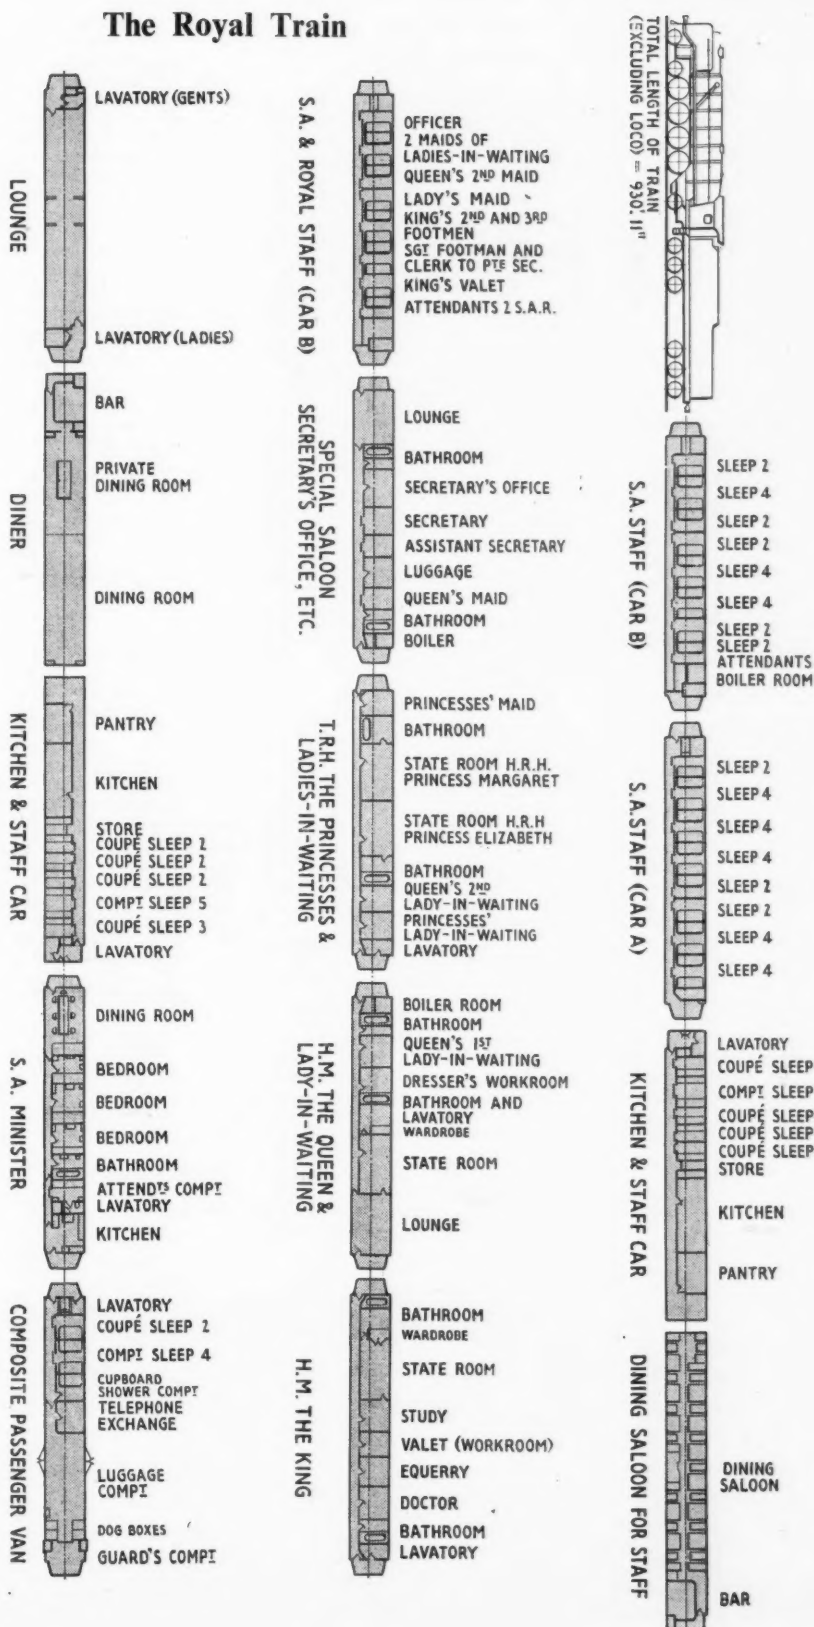 The Royal Train
LOUNGE
LAVATORY (GENTS)
LAVATORY (LADIES)
DINER
BAR
PRIVATE
DINING ROOM
DINING ROOM
KITCHEN & STAFF CAR
PANTRY
KITCHEN
STORE
COUPÉ SLEEP 2
COUPÉ SLEEP 2
COUPÉ SLEEP 2
COMPT SLEEP 5
COUPÉ SLEEP 3
LAVATORY
S.A. MINISTER
DINING ROOM
BEDROOM
BEDROOM
BEDROOM
BATHROOM
ATTENDTS COMPT
LAVATORY
KITCHEN
COMPOSITE PASSENGER VAN
LAVATORY
COUPÉ SLEEP 2
COMPT SLEEP 4
CUPBOARD
SHOWER COMPT
TELEPHONE
EXCHANGE
LUGGAGE
COMPT
DOG BOXES
GUARD'S COMPT
S.A. & ROYAL STAFF (CAR B)
OFFICER
2 MAIDS OF
LADIES-IN-WAITING
QUEEN'S 2ND MAID
LADY'S MAID
KING'S 2ND AND 3RD
FOOTMEN
SGT FOOTMAN AND
CLERK TO PTE SEC.
KING'S VALET
ATTENDANTS 2 S.A.R.
SPECIAL SALOON
SECRETARY'S OFFICE, ETC.
LOUNGE
BATHROOM
SECRETARY'S OFFICE
SECRETARY
ASSISTANT SECRETARY
LUGGAGE
QUEEN'S MAID
BATHROOM
BOILER
T.R.H. THE PRINCESSES &
LADIES-IN-WAITING
PRINCESSES' MAID
BATHROOM
STATE ROOM H.R.H.
PRINCESS MARGARET
STATE ROOM H.R.H
PRINCESS ELIZABETH
BATHROOM
QUEEN'S 2ND
LADY-IN-WAITING
PRINCESSES'
LADY-IN-WAITING
LAVATORY
H.M. THE QUEEN &
LADY-IN-WAITING
BOILER ROOM
BATHROOM
QUEEN'S 1ST
LADY-IN-WAITING
DRESSER'S WORKROOM
BATHROOM AND
LAVATORY
WARDROBE
STATE ROOM
LOUNGE
H.M. THE KING
BATHROOM
WARDROBE
STATE ROOM
STUDY
VALET (WORKROOM)
EQUERRY
DOCTOR
BATHROOM
LAVATORY
TOTAL LENGTH OF TRAIN
(EXCLUDING LOCO) = 930'. 11"
S.A. STAFF (CAR B)
SLEEP 2
SLEEP 4
SLEEP 2
SLEEP 2
SLEEP 4
SLEEP 4
SLEEP 2
SLEEP 2
ATTENDANTS
BOILER ROOM
S.A. STAFF (CAR A)
SLEEP 2
SLEEP 4
SLEEP 4
SLEEP 4
SLEEP 2
SLEEP 2
SLEEP 4
SLEEP 4
KITCHEN & STAFF CAR
LAVATORY
COUPÉ SLEEP
COMPT SLEEP
COUPÉ SLEEP
COUPÉ SLEEP
COUPÉ SLEEP
STORE
KITCHEN
PANTRY
DINING SALOON FOR STAFF
DINING
SALOON
BAR